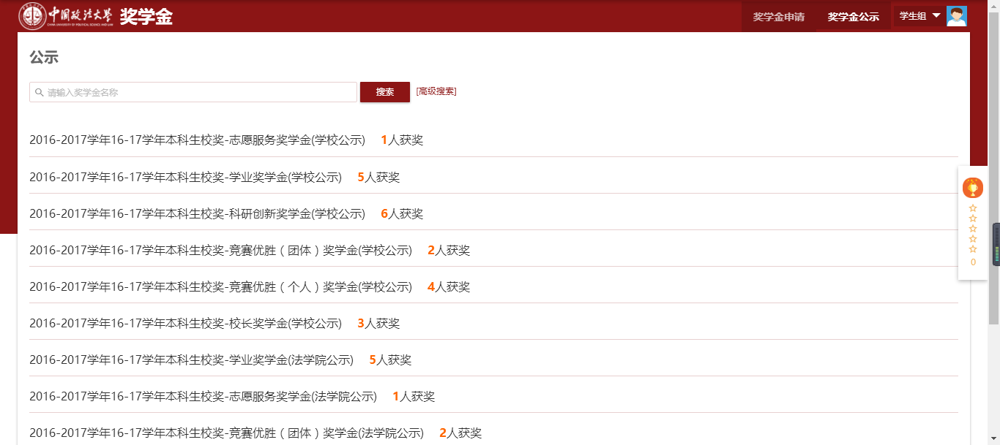 中国政法大学 奖学金 奖学金申请 奖学金公示 学生组
CHINA UNIVERSITY OF POLITICAL SCIENCE AND LAW
公示
请输入奖学金名称 搜索 [高级搜索]
2016-2017学年16-17学年本科生校奖-志愿服务奖学金(学校公示) 1人获奖
2016-2017学年16-17学年本科生校奖-学业奖学金(学校公示) 5人获奖
2016-2017学年16-17学年本科生校奖-科研创新奖学金(学校公示) 6人获奖
2016-2017学年16-17学年本科生校奖-竞赛优胜（团体）奖学金(学校公示) 2人获奖
0
2016-2017学年16-17学年本科生校奖-竞赛优胜（个人）奖学金(学校公示) 4人获奖
2016-2017学年16-17学年本科生校奖-校长奖学金(学校公示) 3人获奖
2016-2017学年16-17学年本科生校奖-学业奖学金(法学院公示) 5人获奖
2016-2017学年16-17学年本科生校奖-志愿服务奖学金(法学院公示) 1人获奖
2016-2017学年16-17学年本科生校奖-竞赛优胜（团体）奖学金(法学院公示) 2人获奖